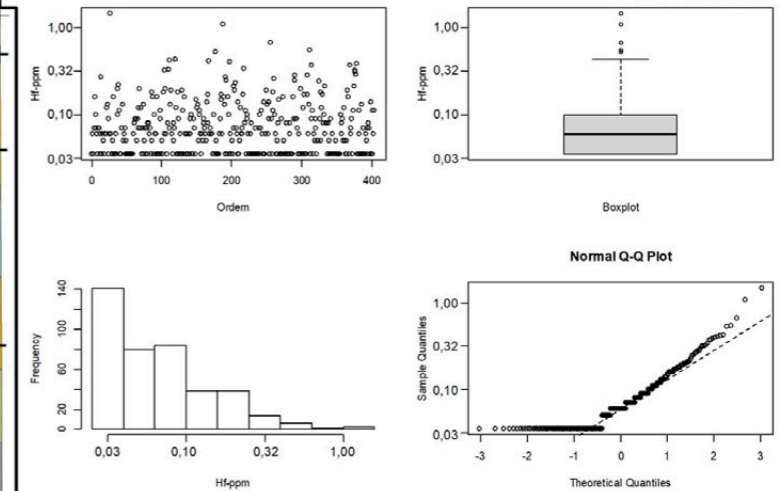 1,00
0,32
0,10
0,03
Hf-ppm
0 100 200 300 400
Ordem
1,00
0,32
0,10
0,03
Hf-ppm
Boxplot
140
100
60
20
0
Frequency
0,03 0,10 0,32 1,00
Hf-ppm
Normal Q-Q Plot
1,00
0,32
0,10
0,03
Sample Quantiles
-3 -2 -1 0 1 2 3
Theoretical Quantiles